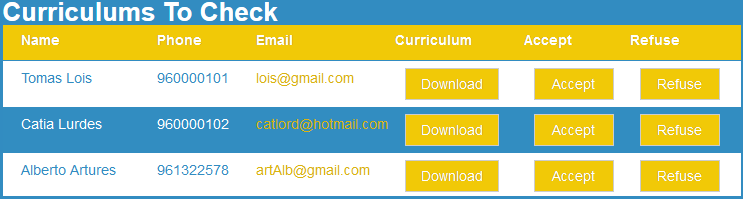 Curriculums To Check
Name Phone Email Curriculum Accept Refuse
Tomas Lois 960000101 lois@gmail.com Download Accept Refuse
Catia Lurdes 960000102 catlord@hotmail.com Download Accept Refuse
Alberto Artures 961322578 artAlb@gmail.com Download Accept Refuse